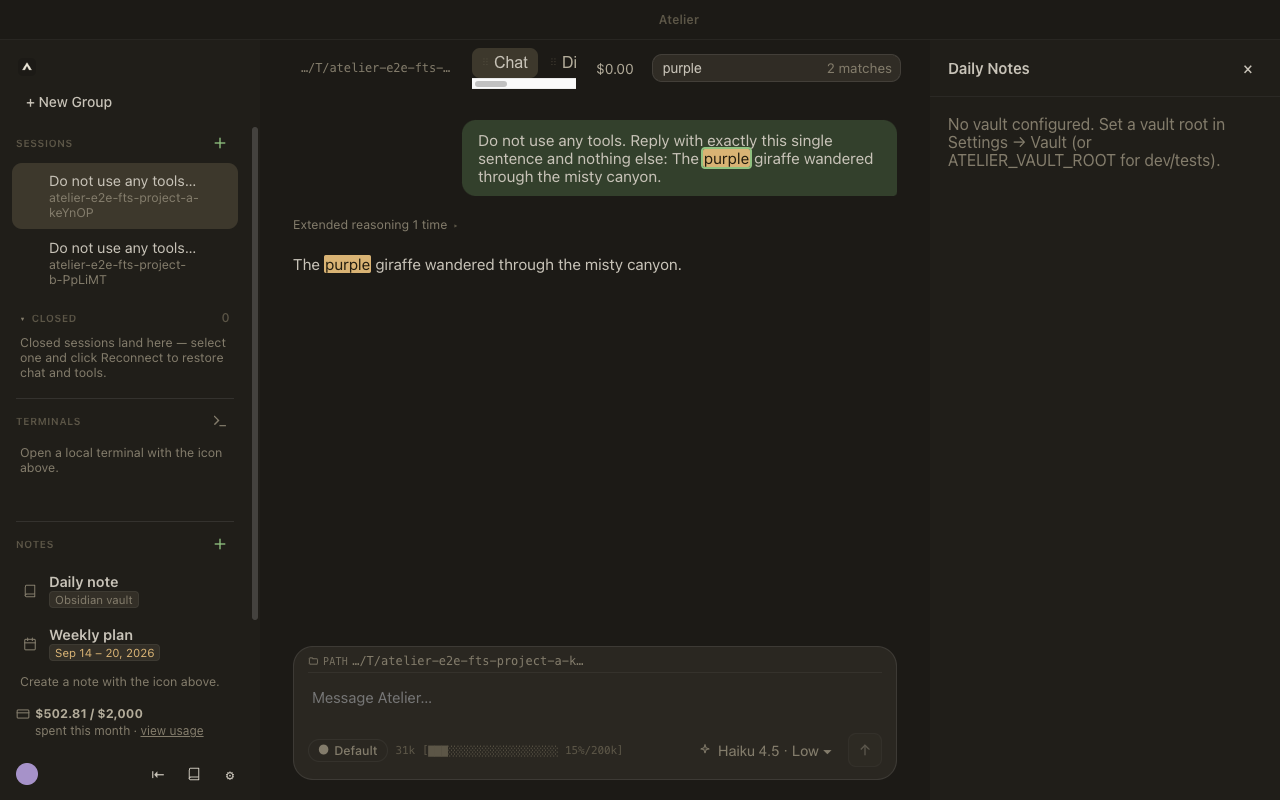 Atelier
+ New Group
SESSIONS
Do not use any tools...
atelier-e2e-fts-project-a-
keYnOP
Do not use any tools...
atelier-e2e-fts-project-
b-PpLiMT
CLOSED 0
Closed sessions land here — select
one and click Reconnect to restore
chat and tools.
TERMINALS
Open a local terminal with the icon
above.
NOTES
Daily note
Obsidian vault
Weekly plan
Sep 14 – 20, 2026
Create a note with the icon above.
$502.81 / $2,000
spent this month · view usage
…/T/atelier-e2e-fts-… Chat Di $0.00 purple 2 matches
Do not use any tools. Reply with exactly this single
sentence and nothing else: The purple giraffe wandered
through the misty canyon.
Extended reasoning 1 time
The purple giraffe wandered through the misty canyon.
PATH …/T/atelier-e2e-fts-project-a-k…
Message Atelier...
Default 31k [ 15%/200k] Haiku 4.5 · Low
Daily Notes ×
No vault configured. Set a vault root in
Settings → Vault (or
ATELIER_VAULT_ROOT for dev/tests).